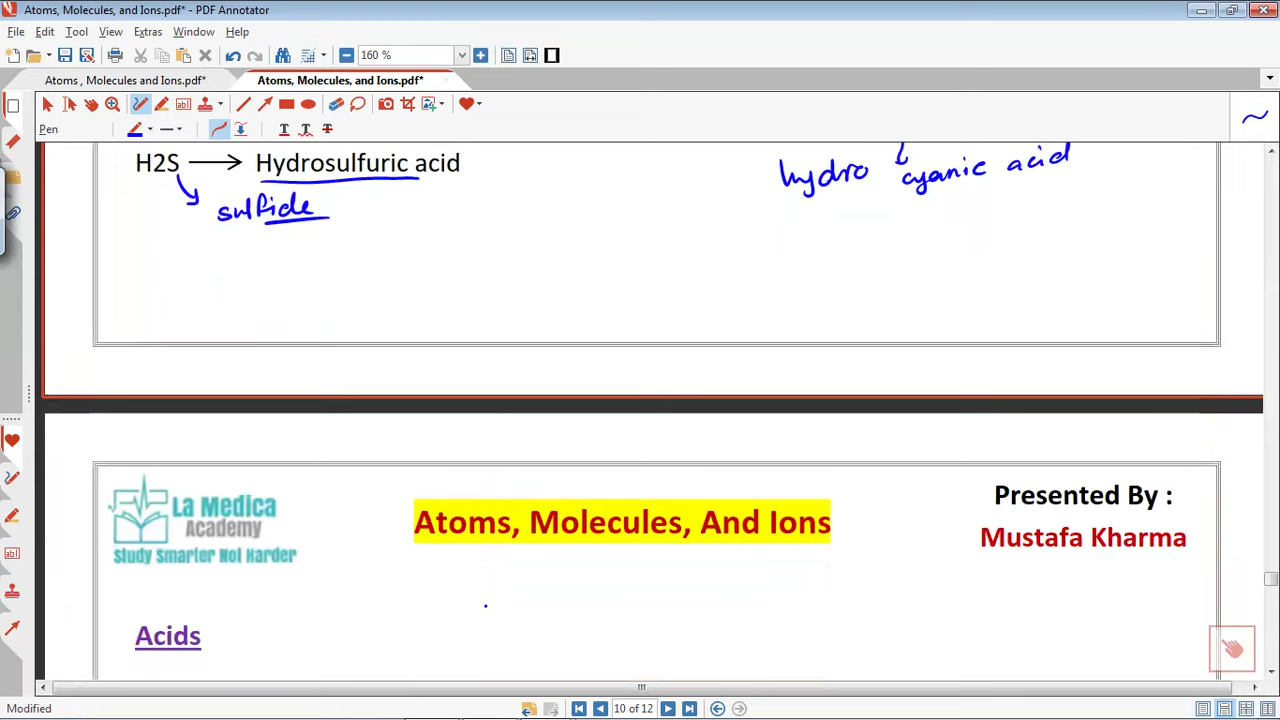 Atoms, Molecules, and Ions.pdf* - PDF Annotator
File Edit Tool View Extras Window Help
160 %
Atoms , Molecules and Ions.pdf* Atoms, Molecules, and Ions.pdf*
Pen
H2S → Hydrosulfuric acid
sulfide
hydro cyanic acid
La Medica
Academy
Study Smarter Not Harder
Atoms, Molecules, And Ions
Presented By :
Mustafa Kharma
Acids
Modified
10 of 12